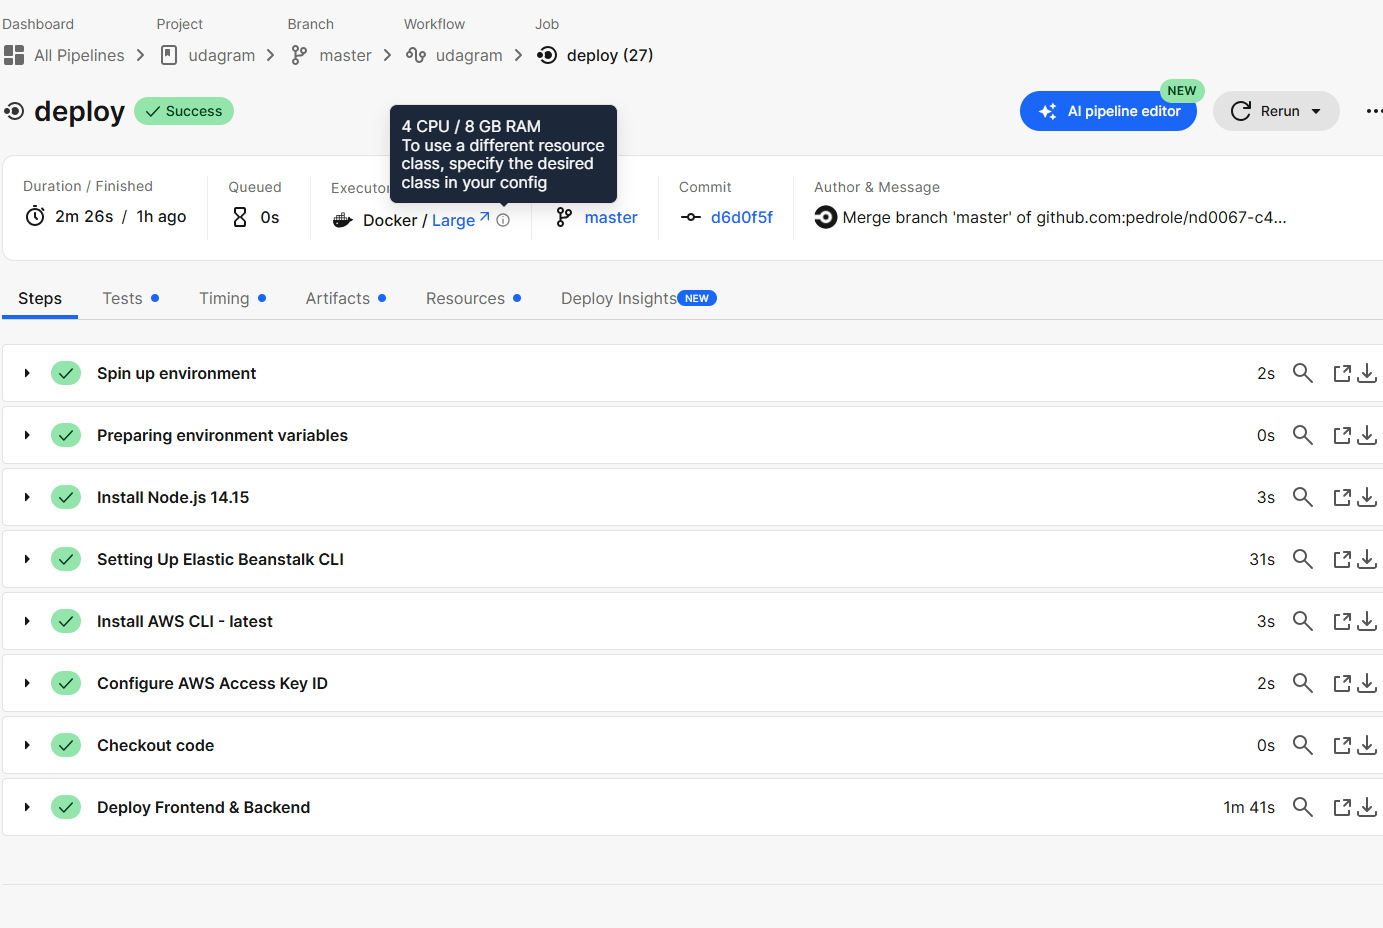 Dashboard Project Branch Workflow Job
All Pipelines udagram master udagram deploy (27)
deploy Success
NEW
AI pipeline editor Rerun
4 CPU / 8 GB RAM
To use a different resource
class, specify the desired
class in your config
Duration / Finished Queued Commit Author & Message
2m 26s / 1h ago 0s Docker / Large master d6d0f5f Merge branch 'master' of github.com:pedrole/nd0067-c4...
Steps Tests Timing Artifacts Resources Deploy Insights NEW
Spin up environment 2s
Preparing environment variables 0s
Install Node.js 14.15 3s
Setting Up Elastic Beanstalk CLI 31s
Install AWS CLI - latest 3s
Configure AWS Access Key ID 2s
Checkout code 0s
Deploy Frontend & Backend 1m 41s